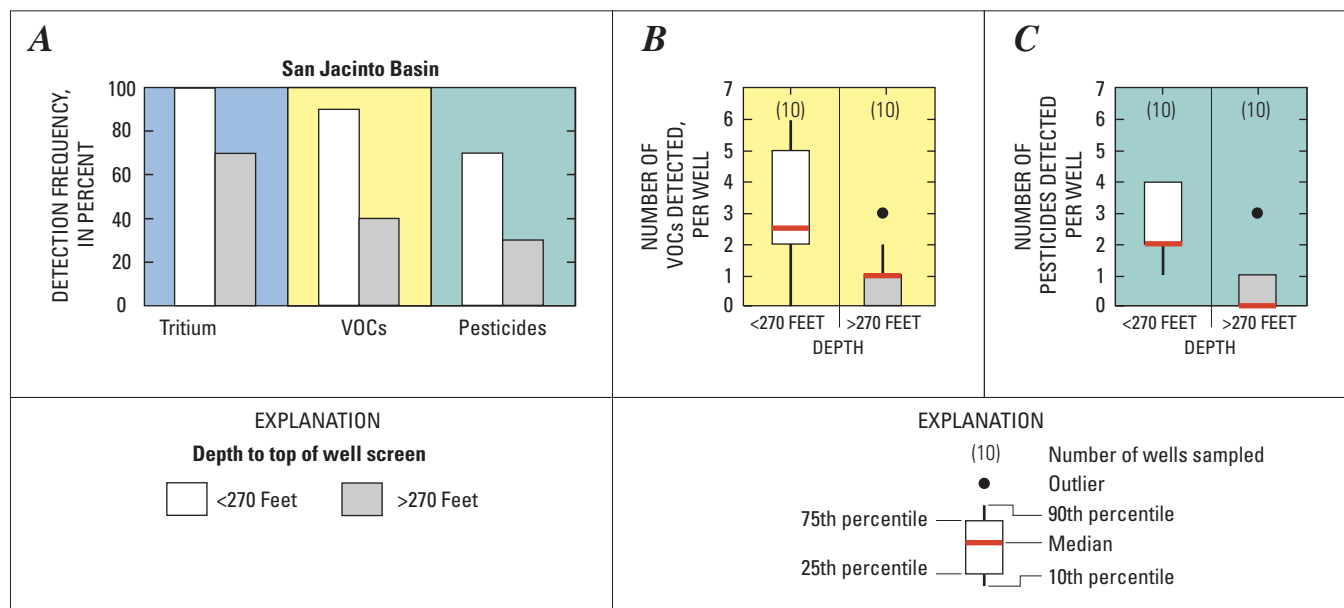 A
San Jacinto Basin
DETECTION FREQUENCY,
IN PERCENT
100
80
60
40
20
0
Tritium
VOCs
Pesticides
B
NUMBER OF
VOCs DETECTED,
PER WELL
7
6
5
4
3
2
1
0
(10)
(10)
<270 FEET
>270 FEET
DEPTH
C
NUMBER OF
PESTICIDES DETECTED
PER WELL
7
6
5
4
3
2
1
0
(10)
(10)
<270 FEET
>270 FEET
DEPTH
EXPLANATION
Depth to top of well screen
<270 Feet
>270 Feet
EXPLANATION
(10) Number of wells sampled
Outlier
75th percentile
90th percentile
Median
25th percentile
10th percentile